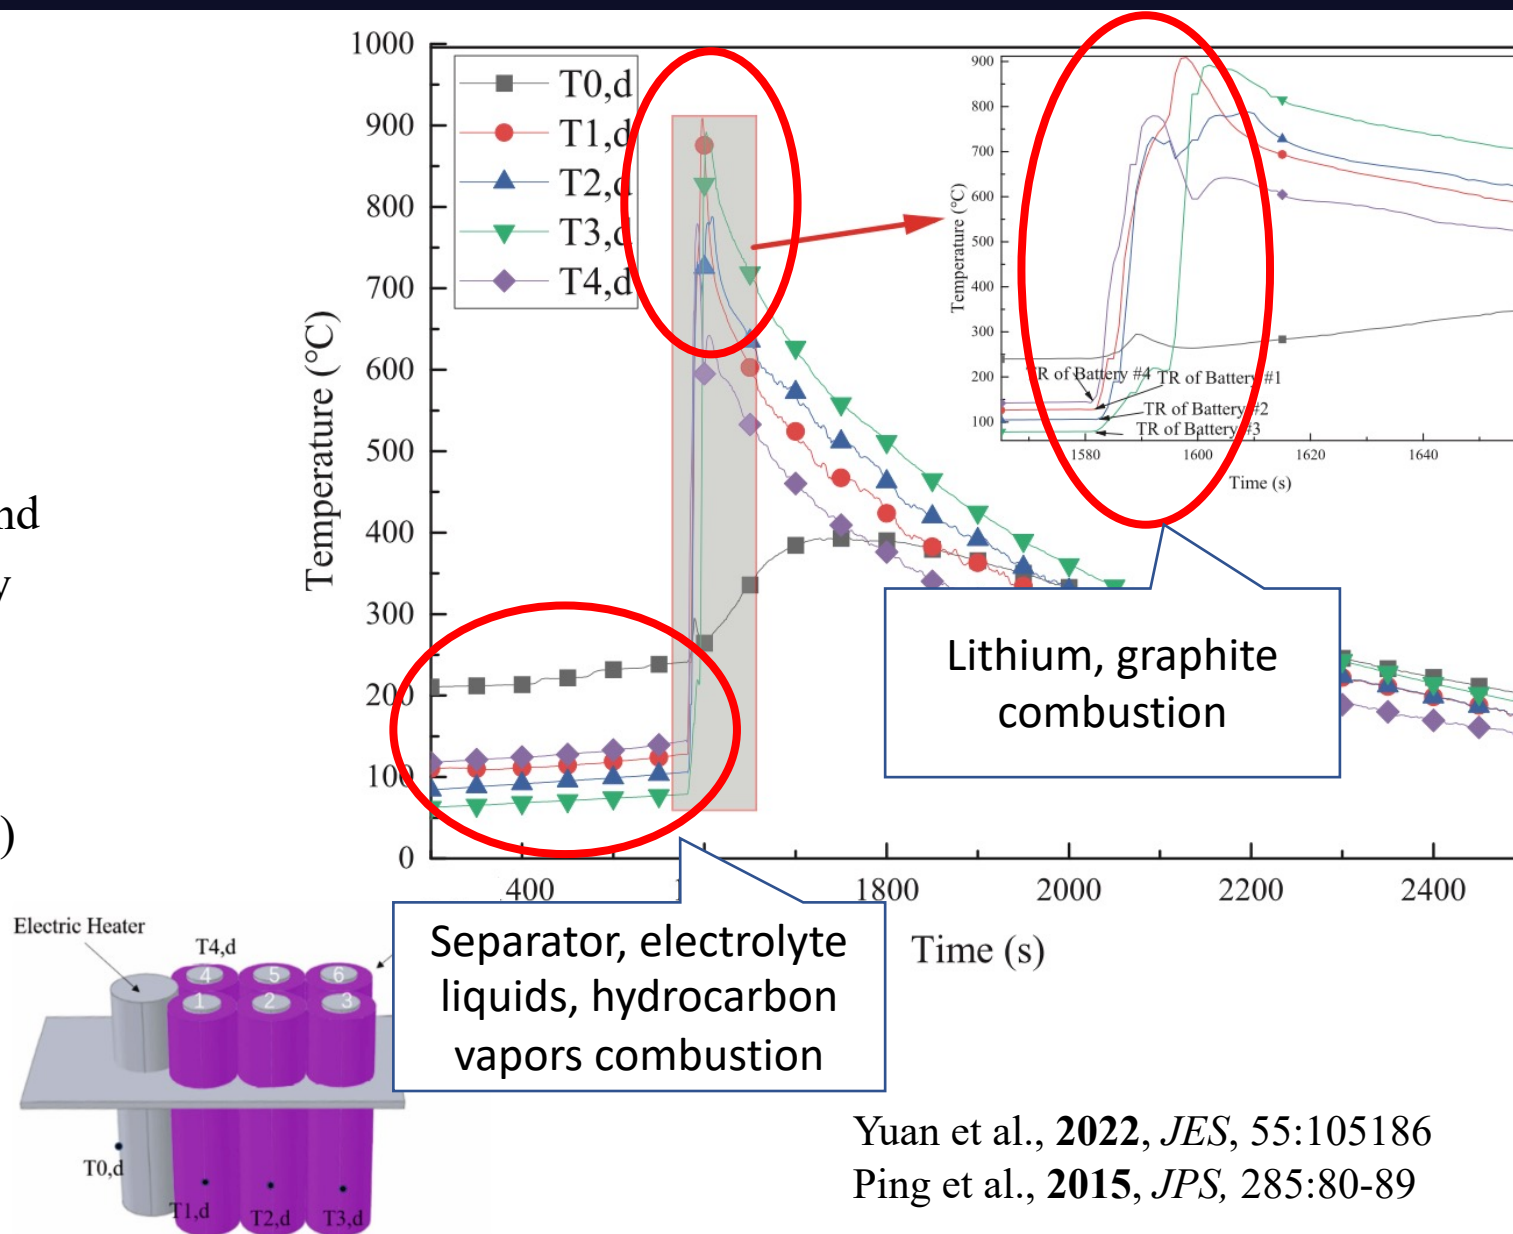 nd
y
)
1000
900
800
700
600
500
400
300
200
100
0
Temperature (°C)
T0,d
T1,d
T2,d
T3,d
T4,d
900
800
700
600
500
400
300
200
100
Temperature (°C)
TR of Battery #4
TR of Battery #1
TR of Battery #2
TR of Battery #3
1580
1600
1620
1640
Time (s)
Lithium, graphite
combustion
400
1800
2000
2200
2400
Time (s)
Separator, electrolyte
liquids, hydrocarbon
vapors combustion
Electric Heater
T4,d
4
5
6
1
2
3
T0,d
T1,d
T2,d
T3,d
Yuan et al., 2022, JES, 55:105186
Ping et al., 2015, JPS, 285:80-89